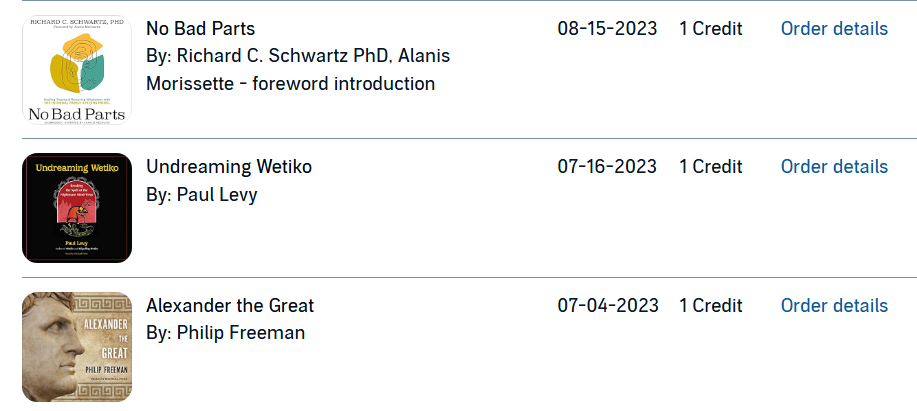 RICHARD C. SCHWARTZ, PHD
No Bad Parts
No Bad Parts 08-15-2023 1 Credit Order details
By: Richard C. Schwartz PhD, Alanis
Morissette - foreword introduction
Undreaming Wetiko
Paul Levy
Undreaming Wetiko 07-16-2023 1 Credit Order details
By: Paul Levy
ALEXANDER
THE
GREAT
PHILIP FREEMAN
Alexander the Great 07-04-2023 1 Credit Order details
By: Philip Freeman